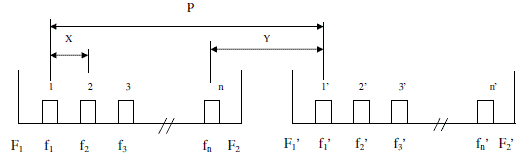 P
X Y
1 2 3 n 1’ 2’ 3’ n’
F1 f1 f2 f3 fn F2 F1’ f1’ f2’ f3’ fn’ F2’